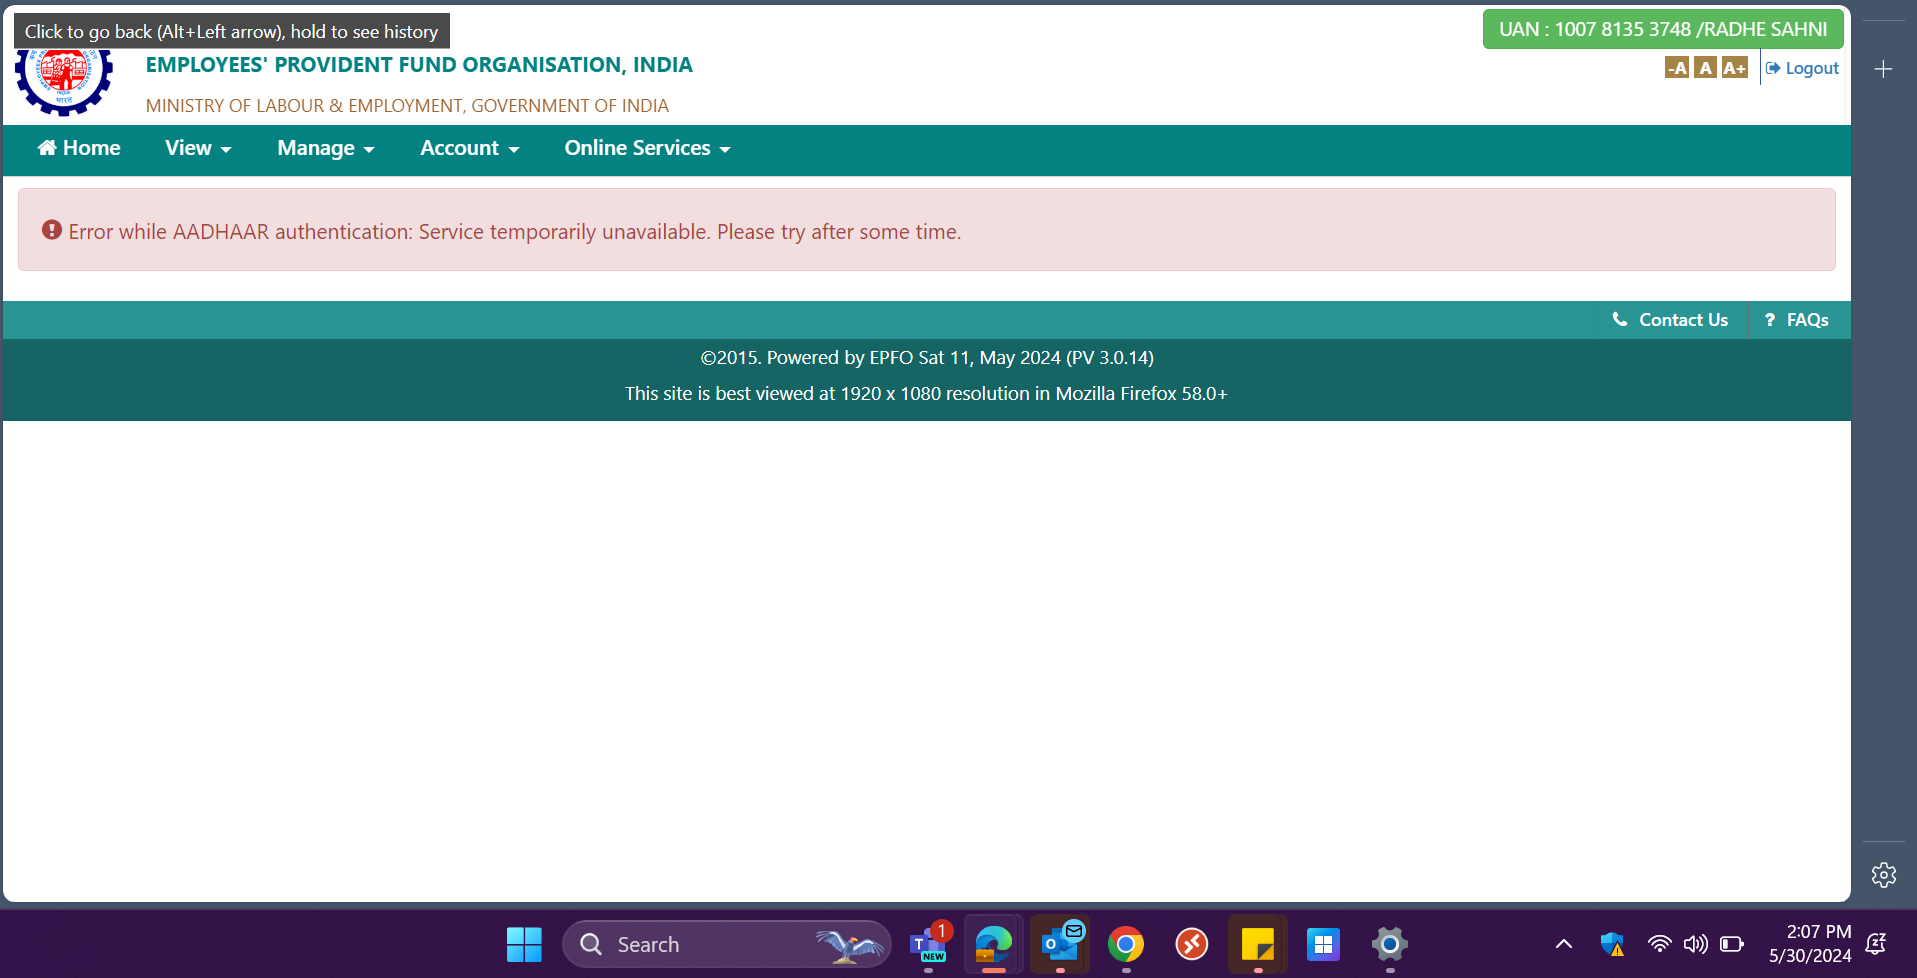 Click to go back (Alt+Left arrow), hold to see history
UAN : 1007 8135 3748 /RADHE SAHNI
EMPLOYEES' PROVIDENT FUND ORGANISATION, INDIA
-A A A+ Logout
MINISTRY OF LABOUR & EMPLOYMENT, GOVERNMENT OF INDIA
Home View Manage Account Online Services
Error while AADHAAR authentication: Service temporarily unavailable. Please try after some time.
Contact Us ? FAQs
©2015. Powered by EPFO Sat 11, May 2024 (PV 3.0.14)
This site is best viewed at 1920 x 1080 resolution in Mozilla Firefox 58.0+
Search
1
T
NEW
O
2:07 PM
5/30/2024